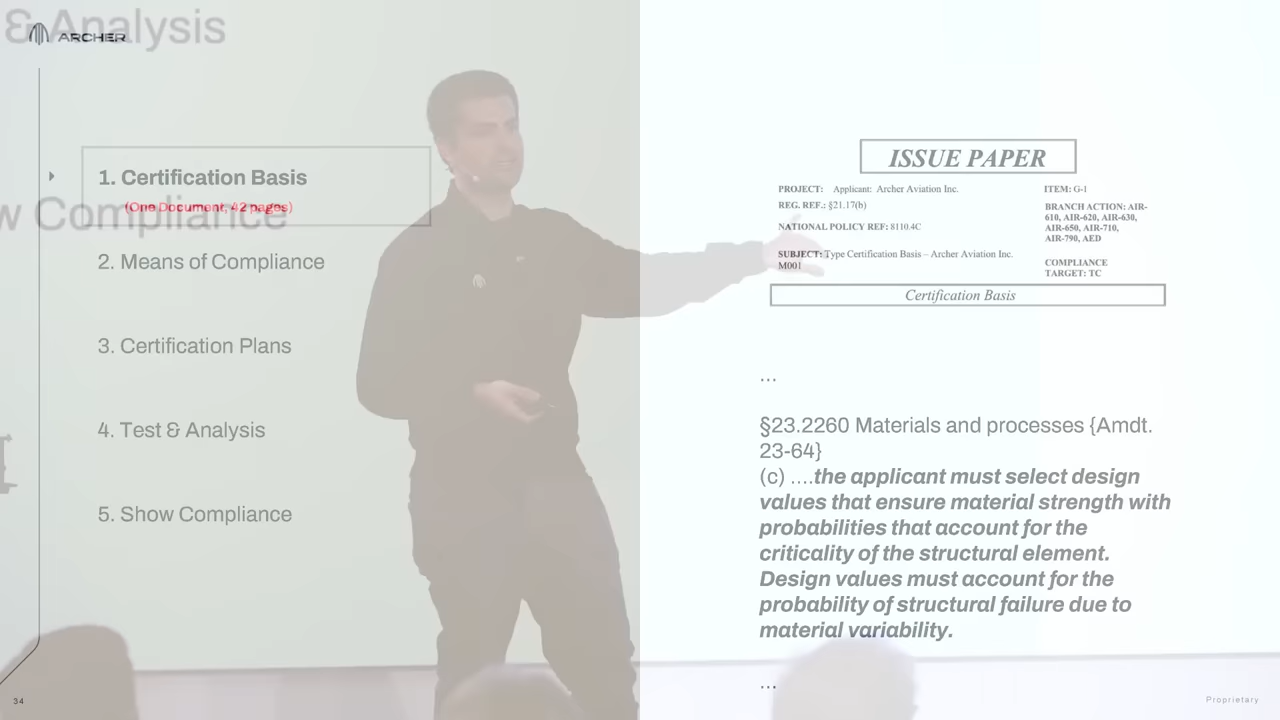 & Analysis
ARCHER
1. Certification Basis
(One Document, 42 pages)
w Compliance
2. Means of Compliance
3. Certification Plans
4. Test & Analysis
5. Show Compliance
34
ISSUE PAPER
PROJECT: Applicant: Archer Aviation Inc.
REG. REF.: §21.17(b)
NATIONAL POLICY REF: 8110.4C
SUBJECT: Type Certification Basis – Archer Aviation Inc.
M001
ITEM: G-1
BRANCH ACTION: AIR-
610, AIR-620, AIR-630,
AIR-650, AIR-710,
AIR-790, AED
COMPLIANCE
TARGET: TC
Certification Basis
...
§23.2260 Materials and processes {Amdt.
23-64}
(c) ....the applicant must select design
values that ensure material strength with
probabilities that account for the
criticality of the structural element.
Design values must account for the
probability of structural failure due to
material variability.
...
Proprietary